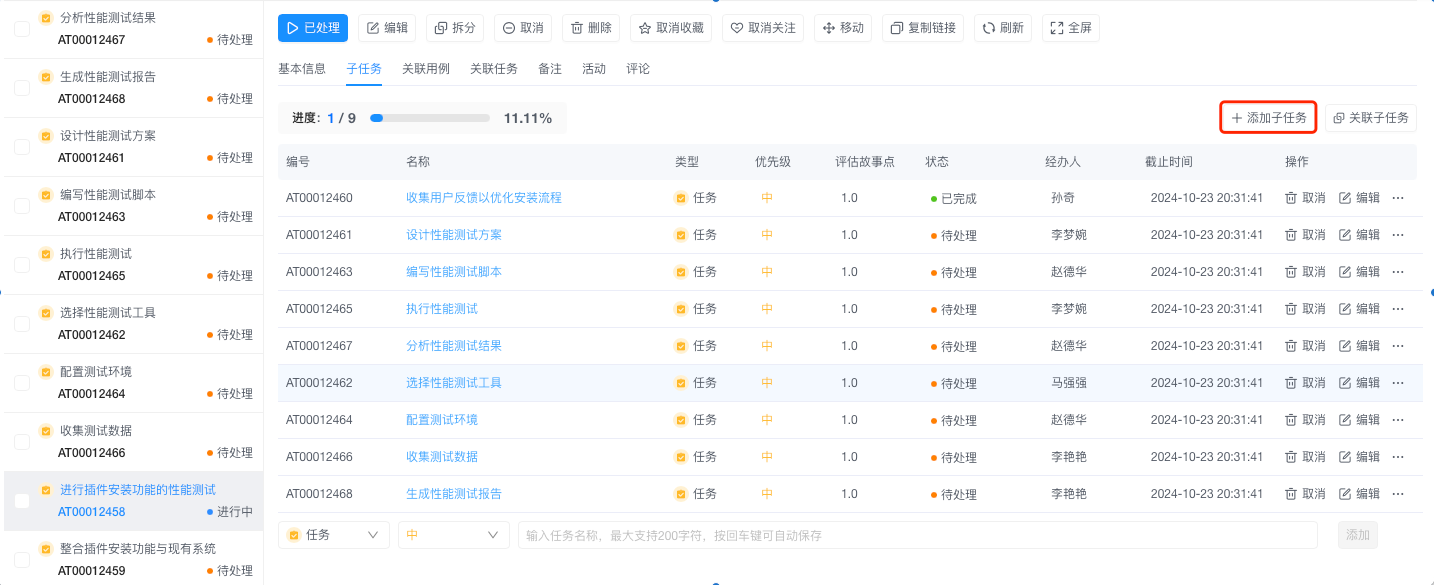 分析性能测试结果
AT00012467 待处理
生成性能测试报告
AT00012468 待处理
设计性能测试方案
AT00012461 待处理
编写性能测试脚本
AT00012463 待处理
执行性能测试
AT00012465 待处理
选择性能测试工具
AT00012462 待处理
配置测试环境
AT00012464 待处理
收集测试数据
AT00012466 待处理
进行插件安装功能的性能测试
AT00012458 进行中
整合插件安装功能与现有系统
AT00012459 待处理
已处理 编辑 拆分 取消 删除 取消收藏 取消关注 移动 复制链接 刷新 全屏
基本信息 子任务 关联用例 关联任务 备注 活动 评论
进度: 1 / 9 11.11% 添加子任务 关联子任务
编号 名称 类型 优先级 评估故事点 状态 经办人 截止时间 操作
AT00012460 收集用户反馈以优化安装流程 任务 中 1.0 已完成 孙奇 2024-10-23 20:31:41 取消 编辑 ···
AT00012461 设计性能测试方案 任务 中 1.0 待处理 李梦婉 2024-10-23 20:31:41 取消 编辑 ···
AT00012463 编写性能测试脚本 任务 中 1.0 待处理 赵德华 2024-10-23 20:31:41 取消 编辑 ···
AT00012465 执行性能测试 任务 中 1.0 待处理 李梦婉 2024-10-23 20:31:41 取消 编辑 ···
AT00012467 分析性能测试结果 任务 中 1.0 待处理 赵德华 2024-10-23 20:31:41 取消 编辑 ···
AT00012462 选择性能测试工具 任务 中 1.0 待处理 马强强 2024-10-23 20:31:41 取消 编辑 ···
AT00012464 配置测试环境 任务 中 1.0 待处理 赵德华 2024-10-23 20:31:41 取消 编辑 ···
AT00012466 收集测试数据 任务 中 1.0 待处理 李艳艳 2024-10-23 20:31:41 取消 编辑 ···
AT00012468 生成性能测试报告 任务 中 1.0 待处理 李艳艳 2024-10-23 20:31:41 取消 编辑 ···
任务 中 输入任务名称，最大支持200字符，按回车键可自动保存 添加